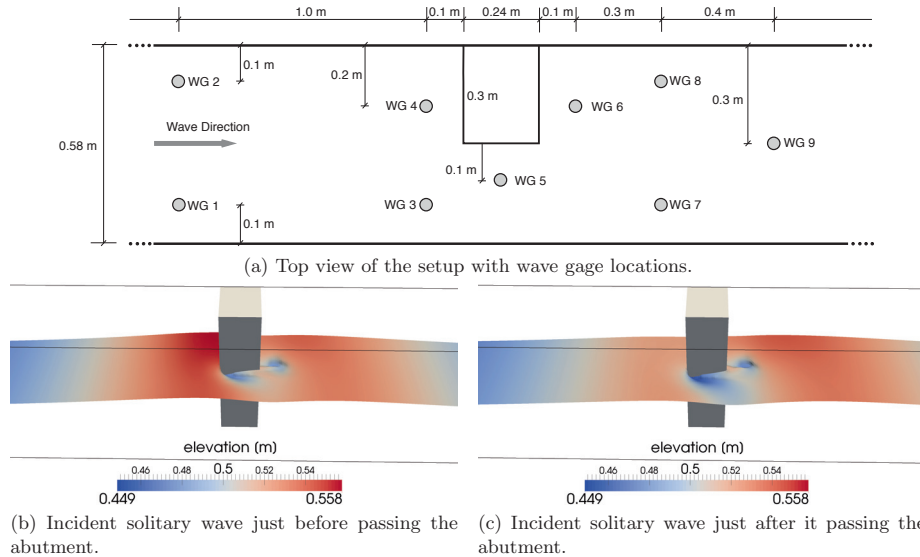 1.0 m
0.1 m
0.24 m
0.1 m
0.3 m
0.4 m
0.1 m
WG 2
0.2 m
WG 4
0.3 m
WG 6
WG 8
0.3 m
WG 9
Wave Direction
0.58 m
0.1 m
WG 5
WG 1
0.1 m
WG 3
WG 7
(a) Top view of the setup with wave gage locations.
elevation (m)
0.46 0.48 0.5 0.52 0.54
0.449 0.558
elevation (m)
0.46 0.48 0.5 0.52 0.54
0.449 0.558
(b) Incident solitary wave just before passing the
abutment.
(c) Incident solitary wave just after it passing the
abutment.